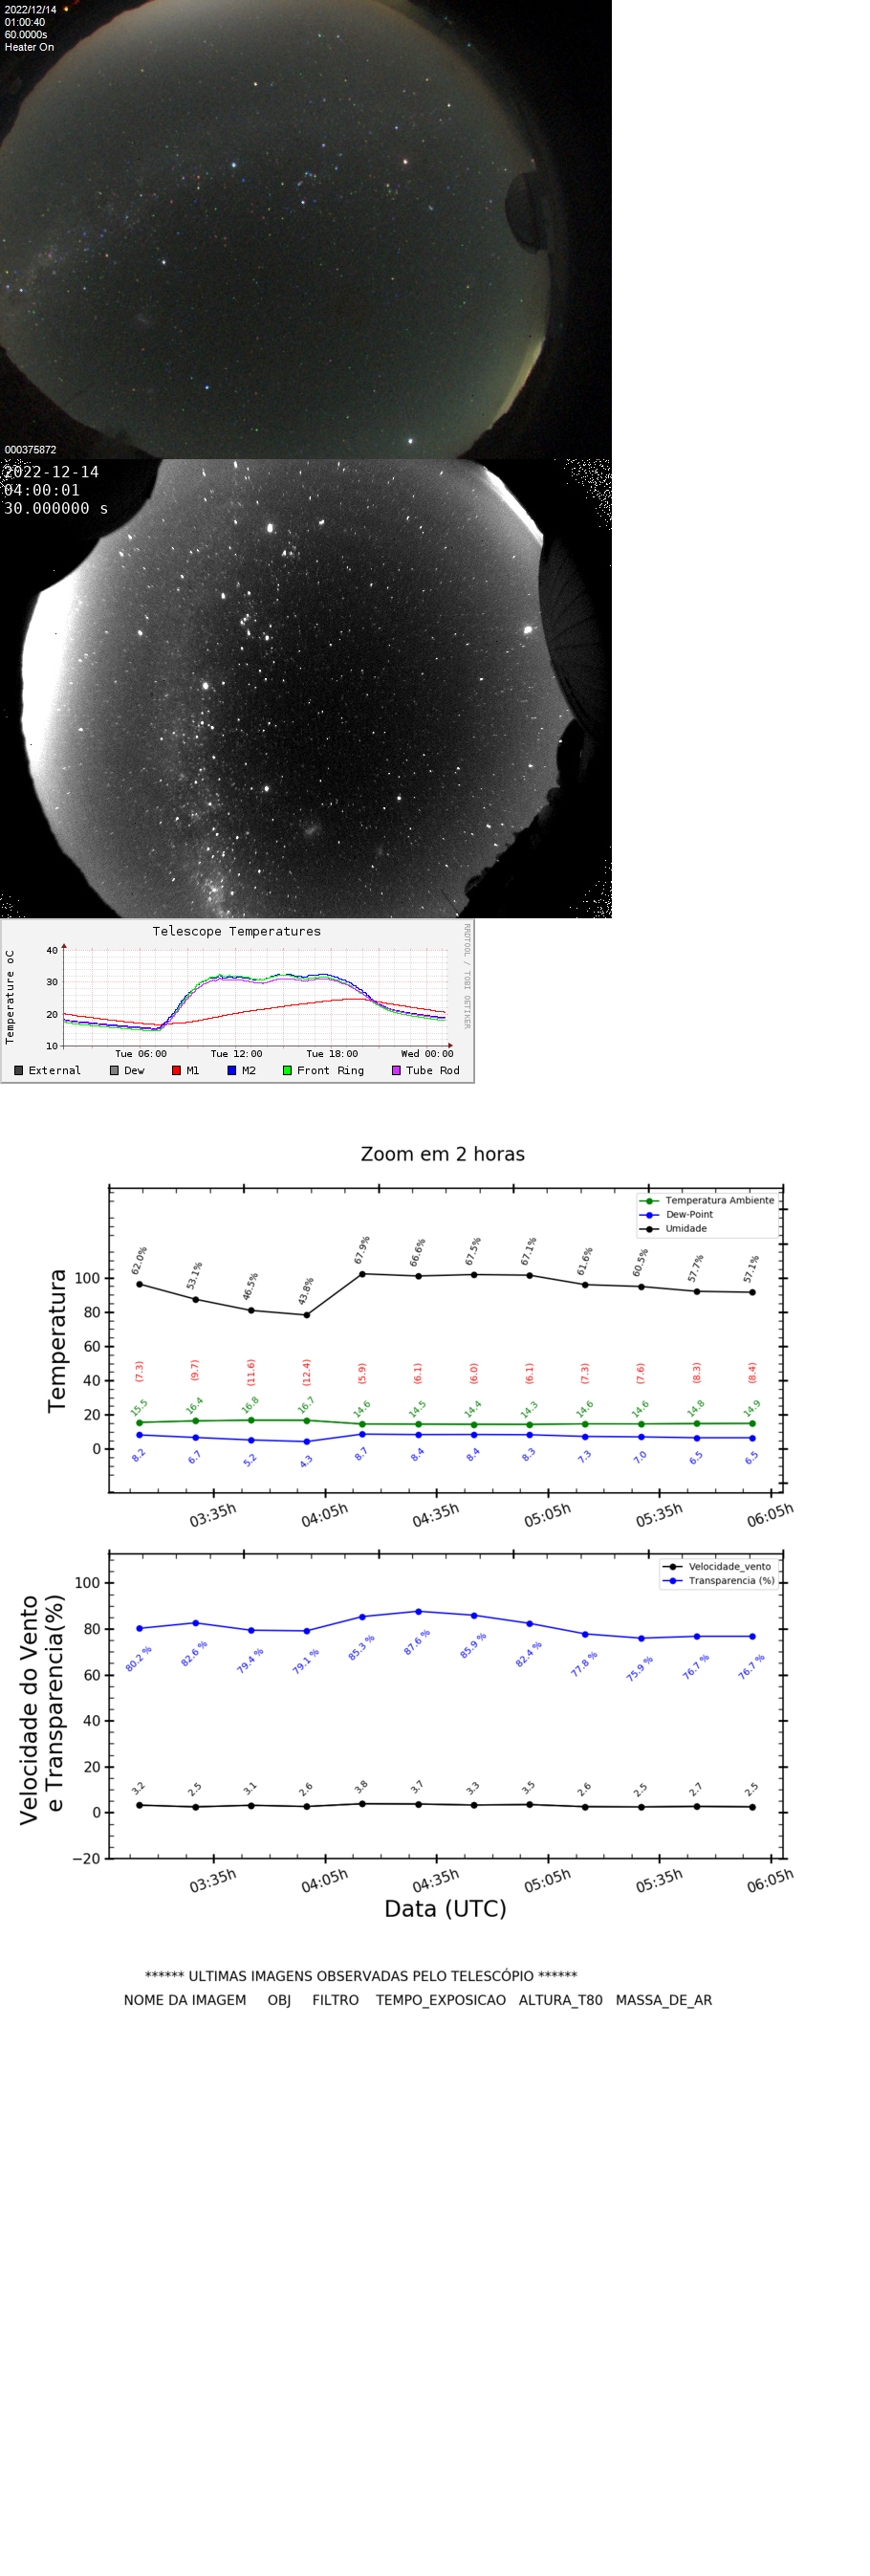 2022/12/14
01:00:40
60.0000s
Heater On
000375872
2022-12-14
04:00:01
30.000000 s
Telescope Temperatures
Temperature oC
RRDTOOL / TOBI OETIKER
40
30
20
10
Tue 06:00 Tue 12:00 Tue 18:00 Wed 00:00
External Dew M1 M2 Front Ring Tube Rod
Zoom em 2 horas
Temperatura
Temperatura Ambiente
Dew-Point
Umidade
100
80
60
40
20
0
62.0% 53.1% 46.5% 43.8% 67.9% 66.6% 67.5% 67.1% 61.6% 60.5% 57.7% 57.1%
(7.3) (9.7) (11.6) (12.4) (5.9) (6.1) (6.0) (6.1) (7.3) (7.6) (8.3) (8.4)
15.5 16.4 16.8 16.7 14.6 14.5 14.4 14.3 14.6 14.6 14.8 14.9
8.2 6.7 5.2 4.3 8.7 8.4 8.4 8.3 7.3 7.0 6.5 6.5
03:35h 04:05h 04:35h 05:05h 05:35h 06:05h
Velocidade do Vento
e Transparencia(%)
Velocidade_vento
Transparencia (%)
100
80
60
40
20
0
−20
80.2 % 82.6 % 79.4 % 79.1 % 85.3 % 87.6 % 85.9 % 82.4 % 77.8 % 75.9 % 76.7 % 76.7 %
3.2 2.5 3.1 2.6 3.8 3.7 3.3 3.5 2.6 2.5 2.7 2.5
03:35h 04:05h 04:35h 05:05h 05:35h 06:05h
Data (UTC)
****** ULTIMAS IMAGENS OBSERVADAS PELO TELESCÓPIO ******
NOME DA IMAGEM OBJ FILTRO TEMPO_EXPOSICAO ALTURA_T80 MASSA_DE_AR